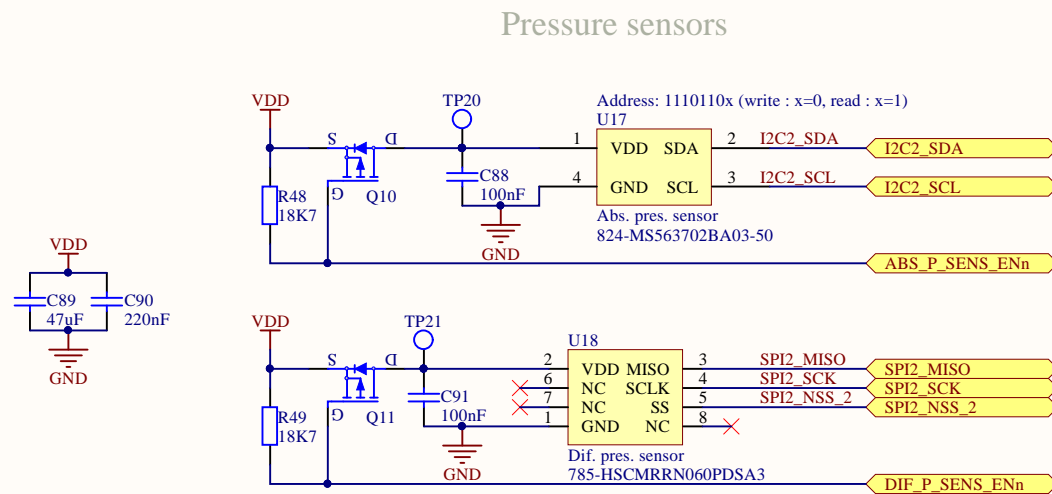 Pressure sensors
VDD
S
D
G
Q10
R48
18K7
TP20
C88
100nF
GND
Address: 1110110x (write : x=0, read : x=1)
U17
1 VDD SDA 2 I2C2_SDA I2C2_SDA
4 GND SCL 3 I2C2_SCL I2C2_SCL
Abs. pres. sensor
824-MS563702BA03-50
ABS_P_SENS_ENn
VDD
C89
47uF
C90
220nF
GND
VDD
S
D
G
Q11
R49
18K7
TP21
C91
100nF
GND
U18
2 VDD MISO 3 SPI2_MISO SPI2_MISO
6 NC SCLK 4 SPI2_SCK SPI2_SCK
7 NC SS 5 SPI2_NSS_2 SPI2_NSS_2
1 GND NC 8
Dif. pres. sensor
785-HSCMRRN060PDSA3
DIF_P_SENS_ENn